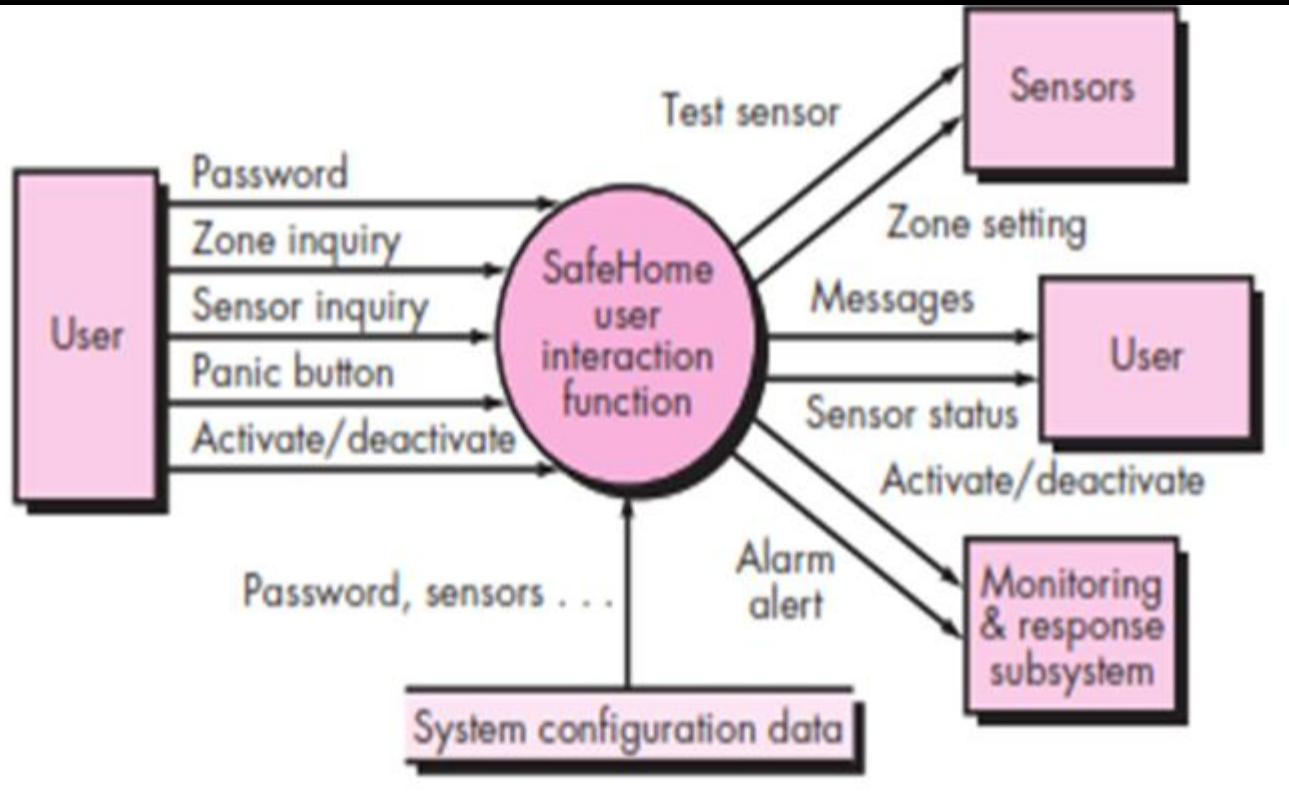 Sensors
Test sensor
Zone setting
Password
Zone inquiry
Sensor inquiry
Panic button
Activate/deactivate
User
SafeHome
user
interaction
function
Messages
User
Sensor status
Activate/deactivate
Alarm
alert
Monitoring
& response
subsystem
Password, sensors . . .
System configuration data